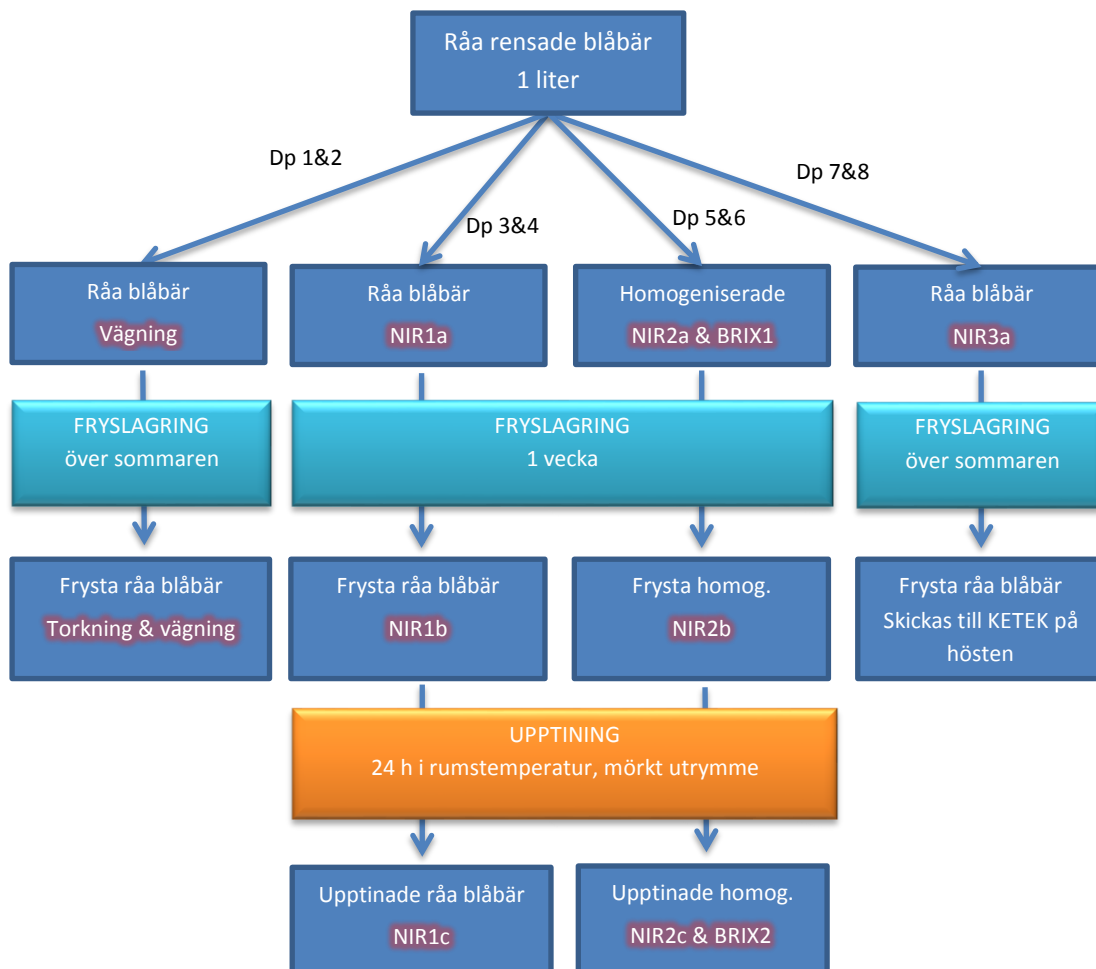 Råa rensade blåbär
1 liter
Dp 1&2
Dp 3&4
Dp 5&6
Dp 7&8
Råa blåbär
Vägning
Råa blåbär
NIR1a
Homogeniserade
NIR2a & BRIX1
Råa blåbär
NIR3a
FRYSLAGRING
över sommaren
FRYSLAGRING
1 vecka
FRYSLAGRING
över sommaren
Frysta råa blåbär
Torkning & vägning
Frysta råa blåbär
NIR1b
Frysta homog.
NIR2b
Frysta råa blåbär
Skickas till KETEK på
hösten
UPPTINING
24 h i rumstemperatur, mörkt utrymme
Upptinade råa blåbär
NIR1c
Upptinade homog.
NIR2c & BRIX2